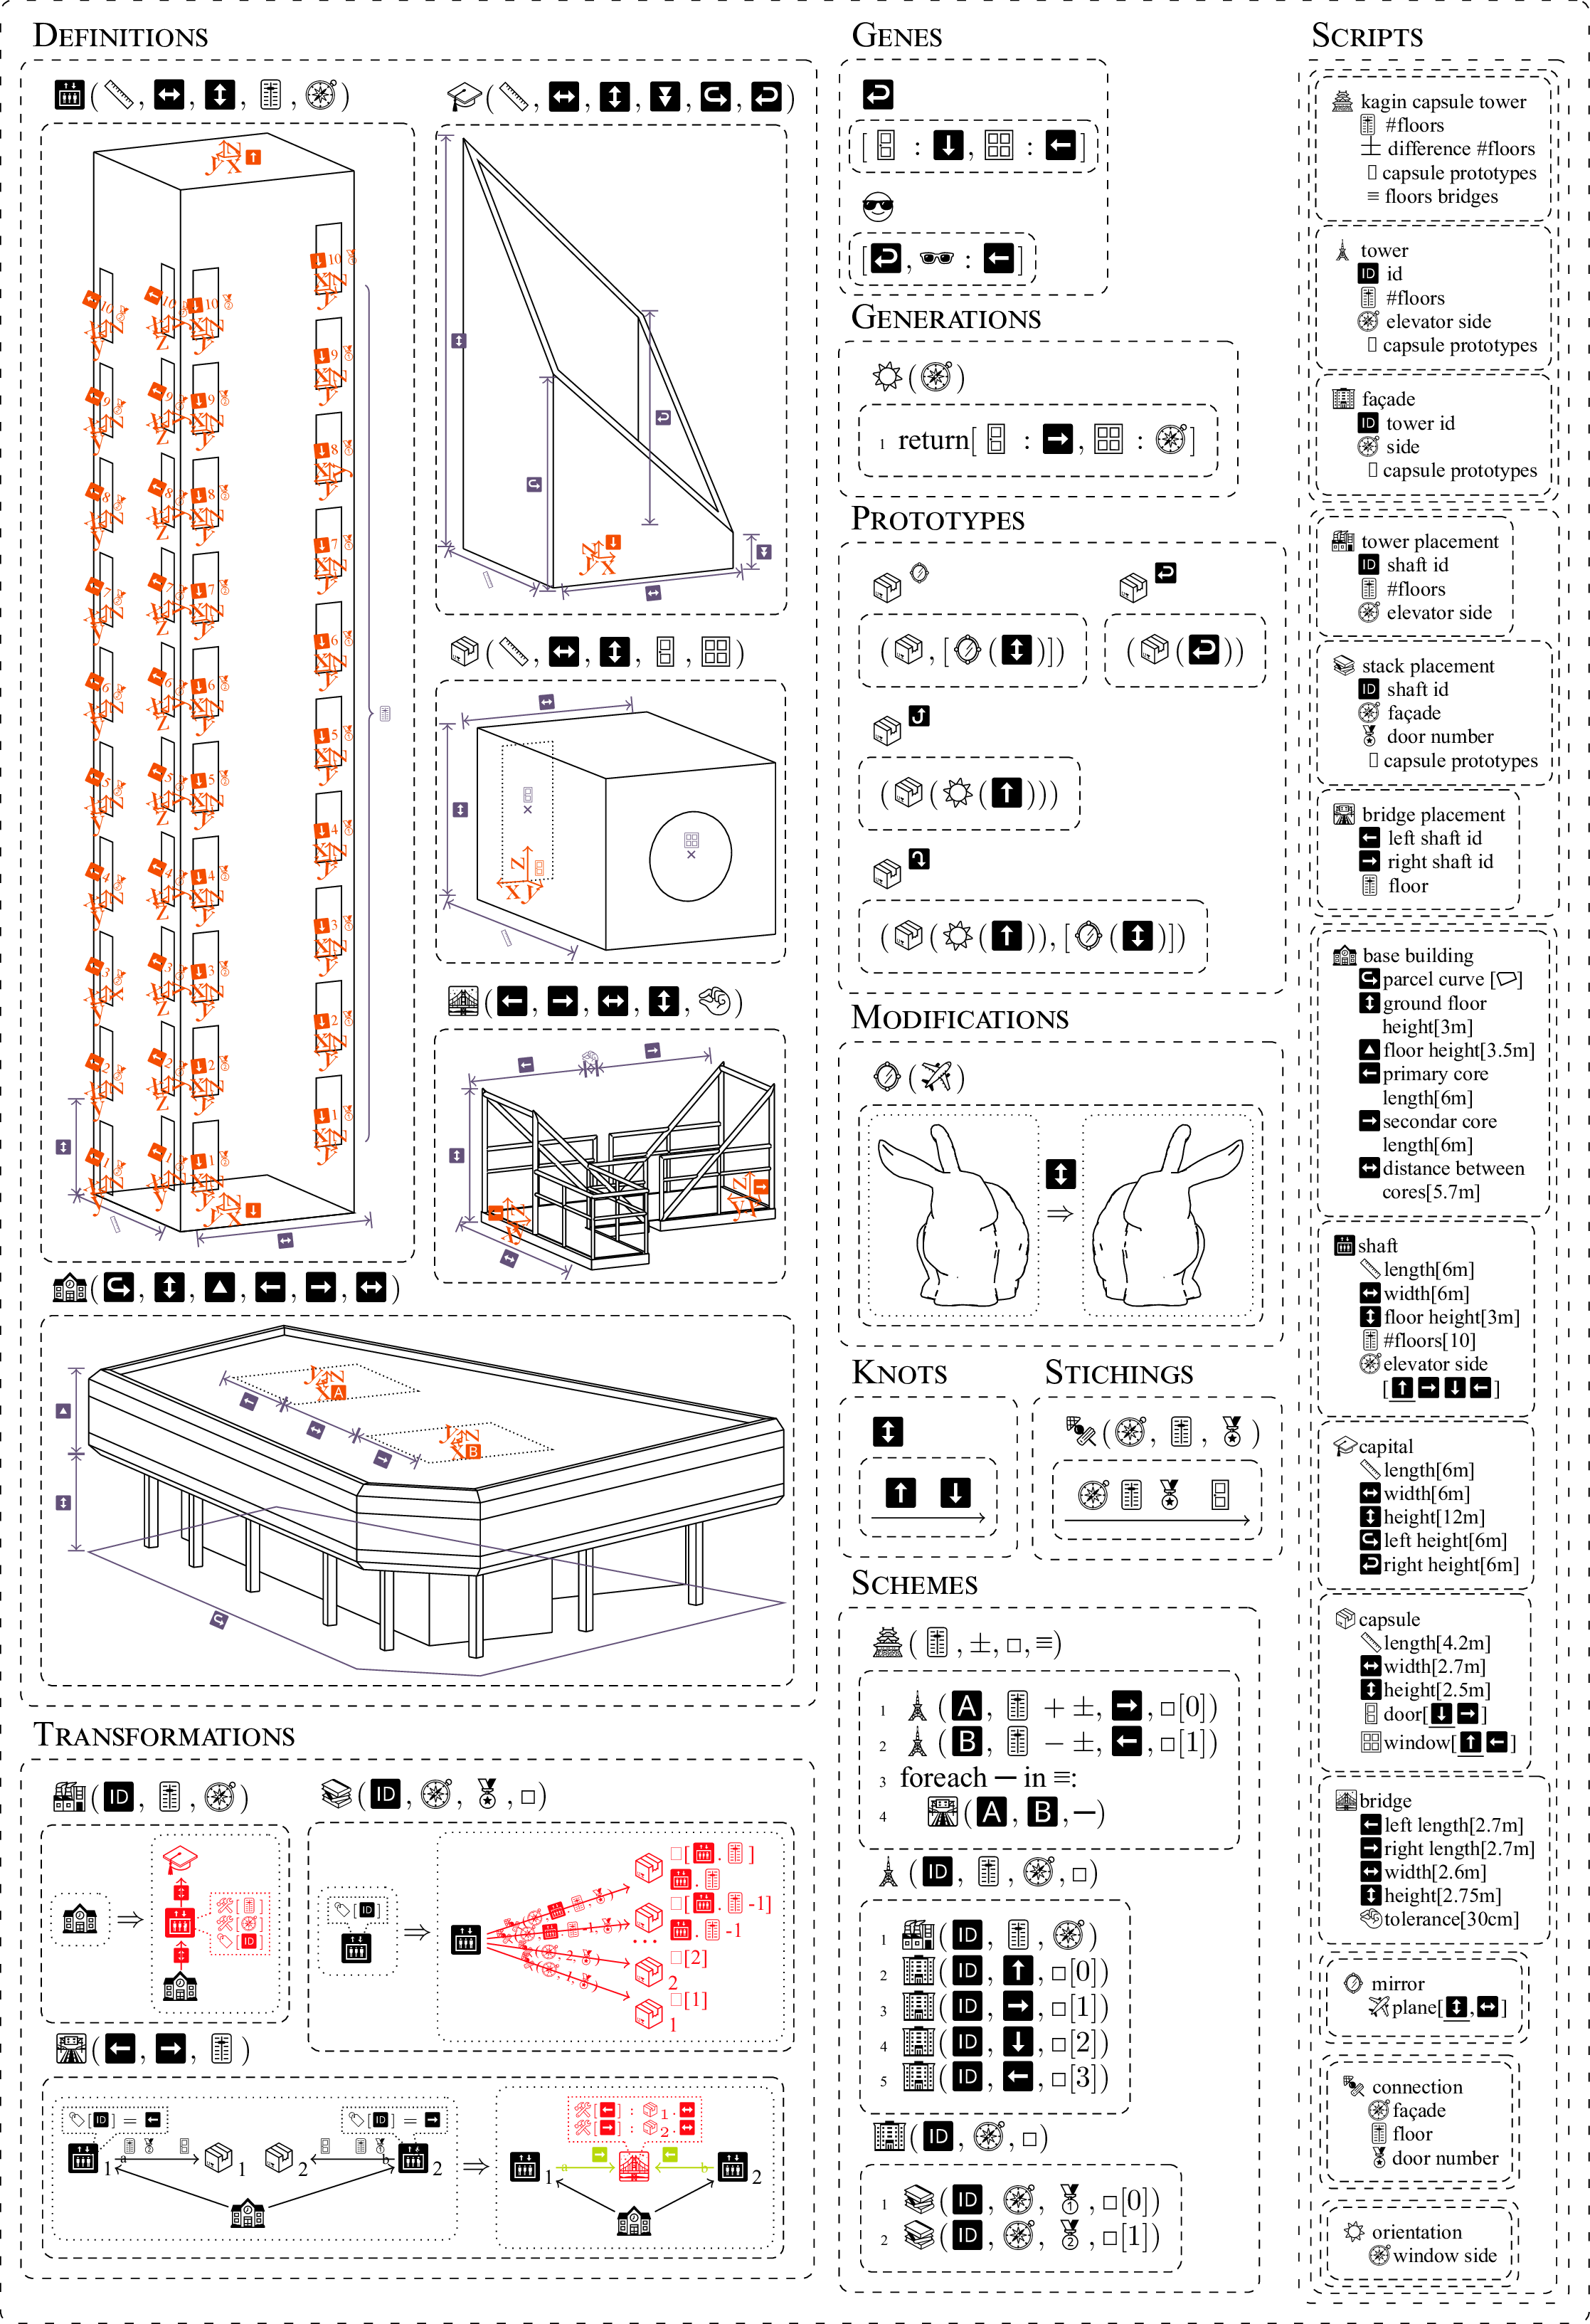 DEFINITIONS
GENES
GENERATIONS
1 return[ : , : ]
PROTOTYPES
MODIFICATIONS
KNOTS
STICHINGS
SCHEMES
1 (A, + ±, , □[0])
2 (B, − ±, , □[1])
3 foreach — in ≡:
4 (A, B, —)
(ID, , , □)
1 (ID, , )
2 (ID, , □[0])
3 (ID, , □[1])
4 (ID, , □[2])
5 (ID, , □[3])
(ID, , □)
1 (ID, , 1, □[0])
2 (ID, , 2, □[1])
TRANSFORMATIONS
(ID, , )
(ID, , , □)
SCRIPTS
kagin capsule tower
#floors
± difference #floors
▯ capsule prototypes
≡ floors bridges
tower
ID id
#floors
elevator side
▯ capsule prototypes
façade
ID tower id
side
▯ capsule prototypes
tower placement
ID shaft id
#floors
elevator side
stack placement
ID shaft id
façade
door number
▯ capsule prototypes
bridge placement
← left shaft id
→ right shaft id
floor
base building
parcel curve [ ]
ground floor
height[3m]
floor height[3.5m]
primary core
length[6m]
secondar core
length[6m]
distance between
cores[5.7m]
shaft
length[6m]
width[6m]
floor height[3m]
#floors[10]
elevator side
[↑→↓←]
capital
length[6m]
width[6m]
height[12m]
left height[6m]
right height[6m]
capsule
length[4.2m]
width[2.7m]
height[2.5m]
door[↓→]
window[↑←]
bridge
left length[2.7m]
right length[2.7m]
width[2.6m]
height[2.75m]
tolerance[30cm]
mirror
plane[↕,↔]
connection
façade
floor
door number
orientation
window side